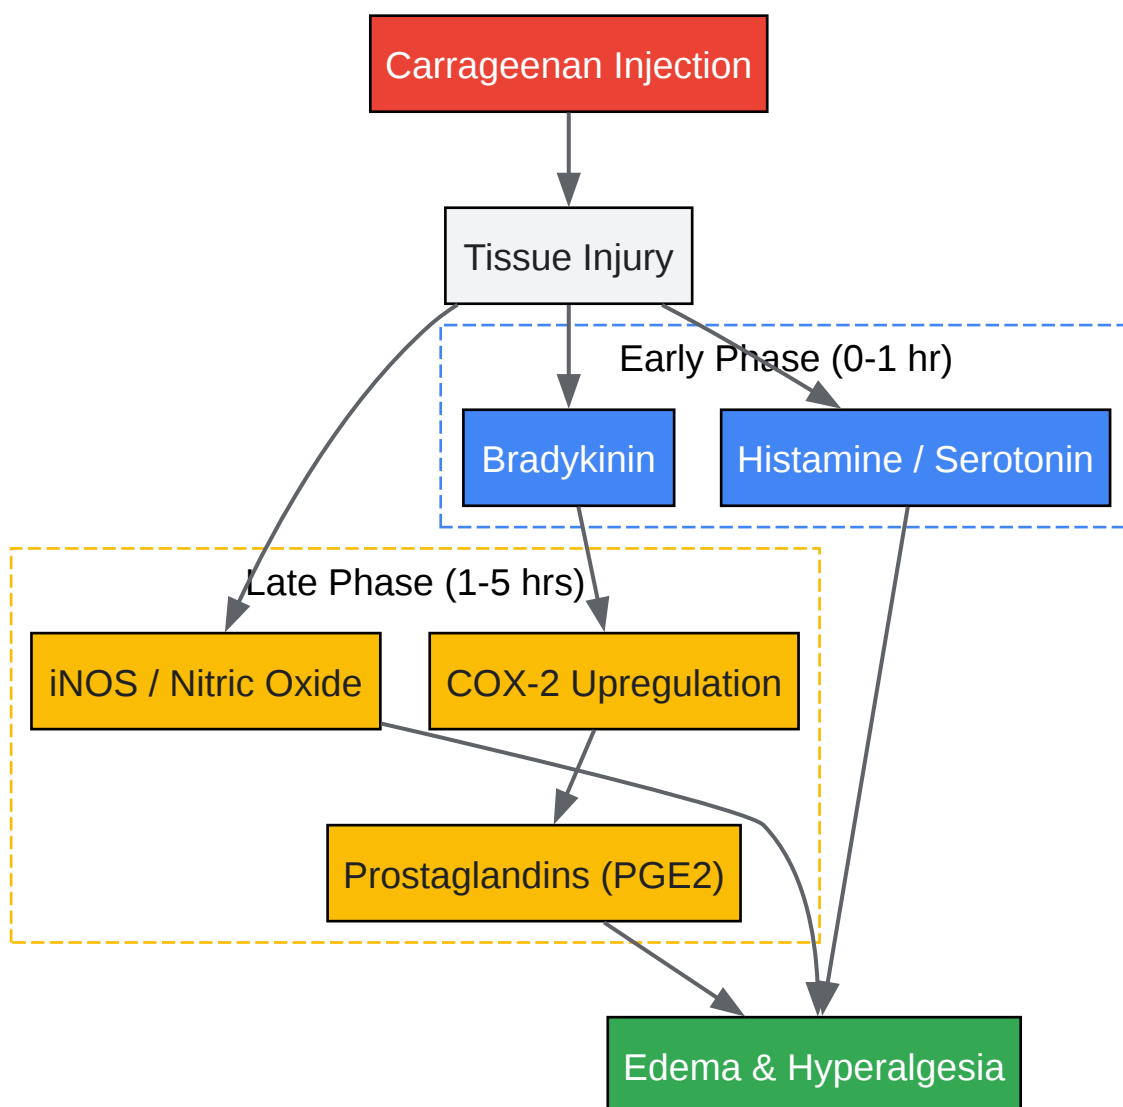 Carrageenan Injection
Tissue Injury
Early Phase (0-1 hr)
Bradykinin
Histamine / Serotonin
Late Phase (1-5 hrs)
iNOS / Nitric Oxide
COX-2 Upregulation
Prostaglandins (PGE2)
Edema & Hyperalgesia